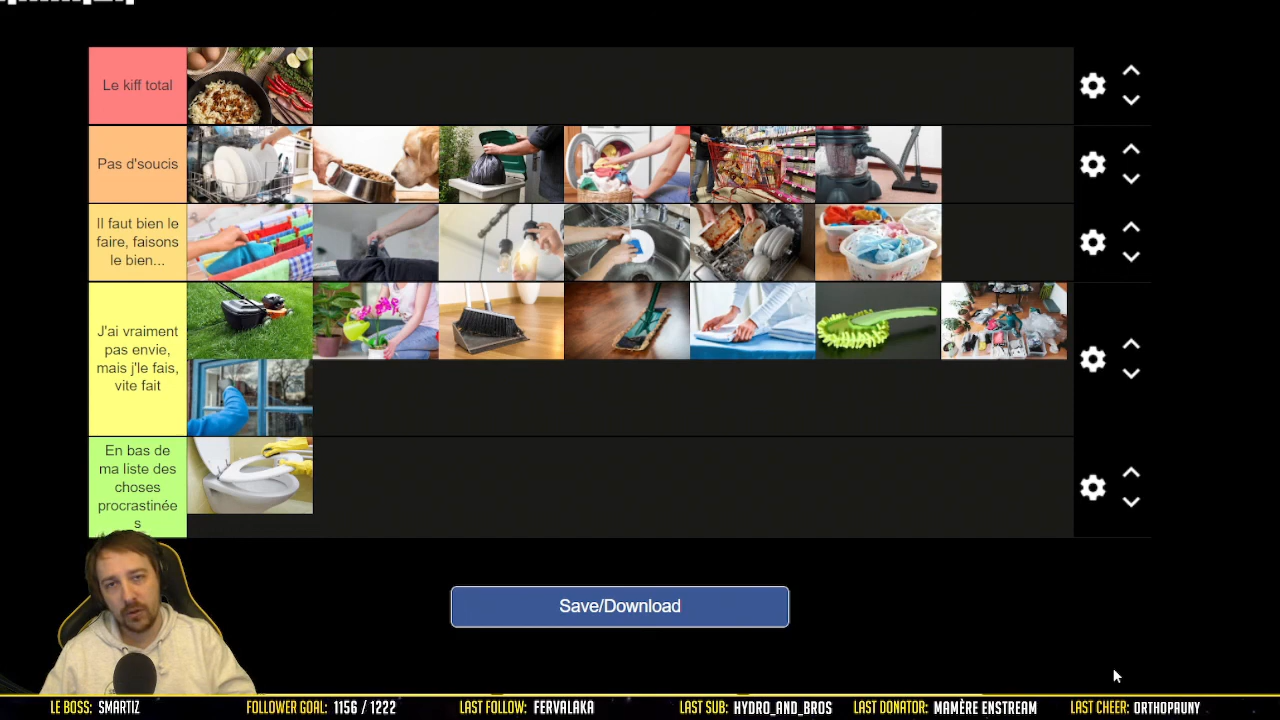 Le kiff total
Pas d'soucis
Il faut bien le
faire, faisons
le bien...
J'ai vraiment
pas envie,
mais j'le fais,
vite fait
En bas de
ma liste des
choses
procrastinée
s
Save/Download
LE BOSS: SMARTIZ
FOLLOWER GOAL: 1156 / 1222
LAST FOLLOW: FERVALAKA
LAST SUB: HYDRO_AND_BROS
LAST DONATOR: MAMÈRE ENSTREAM
LAST CHEER: ORTHOPAUNY